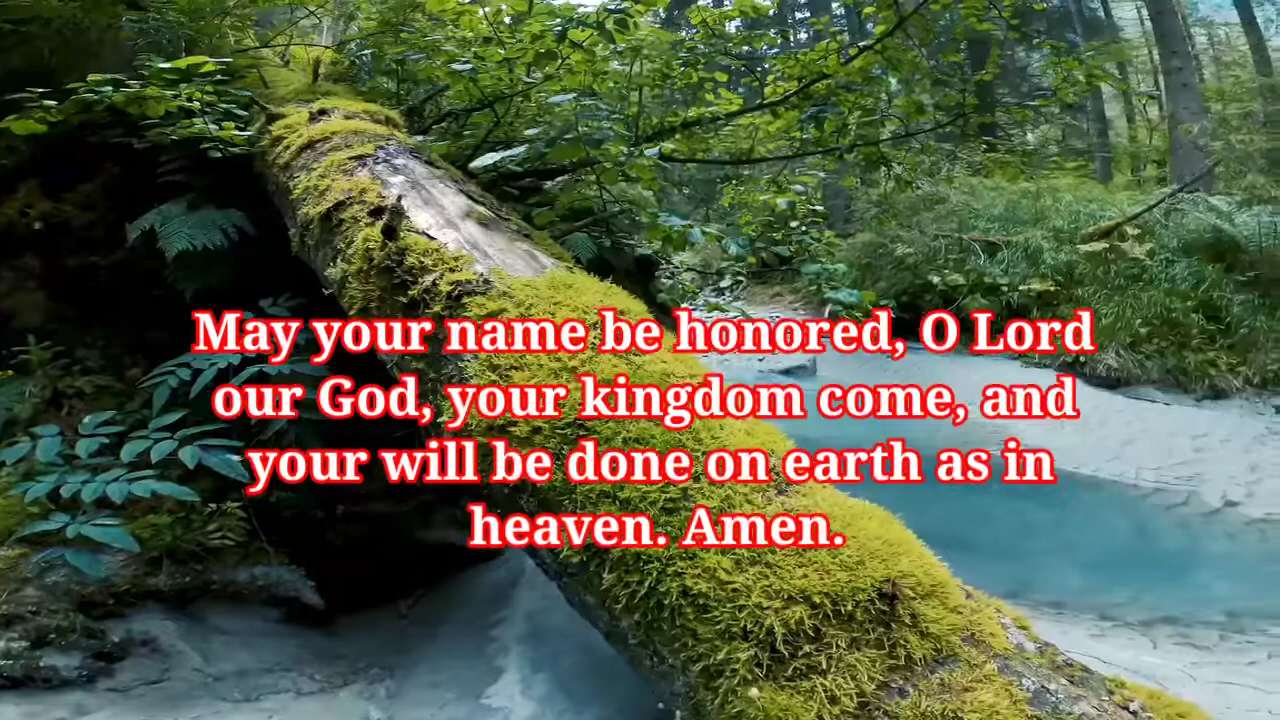 May your name be honored, O Lord
our God, your kingdom come, and
your will be done on earth as in
heaven. Amen.